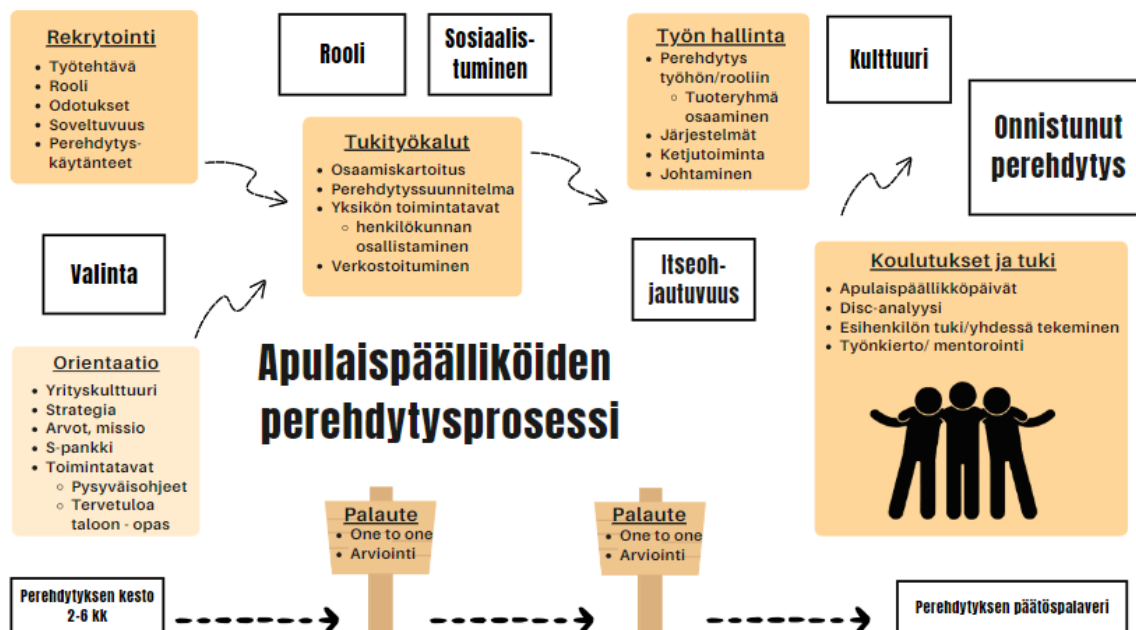 Rekrytointi
Työtehtävä
Rooli
Odotukset
Soveltuvuus
Perehdytys-
käytänteet
Rooli
Sosiaalis-
tuminen
Työn hallinta
Perehdytys
työhön/rooliin
Tuoteryhmä
osaaminen
Järjestelmät
Ketjutoiminta
Johtaminen
Kulttuuri
Onnistunut
perehdytys
Tukityökalut
Osaamiskartoitus
Perehdytyssuunnitelma
Yksikön toimintatavat
henkilökunnan
osallistaminen
Verkostoituminen
Valinta
Itseoh-
jautuvuus
Koulutukset ja tuki
Apulaispäällikköpäivät
Disc-analyysi
Esihenkilön tuki/yhdessä tekeminen
Työnkierto/ mentorointi
Orientaatio
Yrityskulttuuri
Strategia
Arvot, missio
S-pankki
Toimintatavat
Pysyväisohjeet
Tervetuloa
taloon - opas
Apulaispäälliköiden
perehdytysprosessi
Palaute
One to one
Arviointi
Palaute
One to one
Arviointi
Perehdytyksen kesto
2-6 kk
Perehdytyksen päätöspalaveri